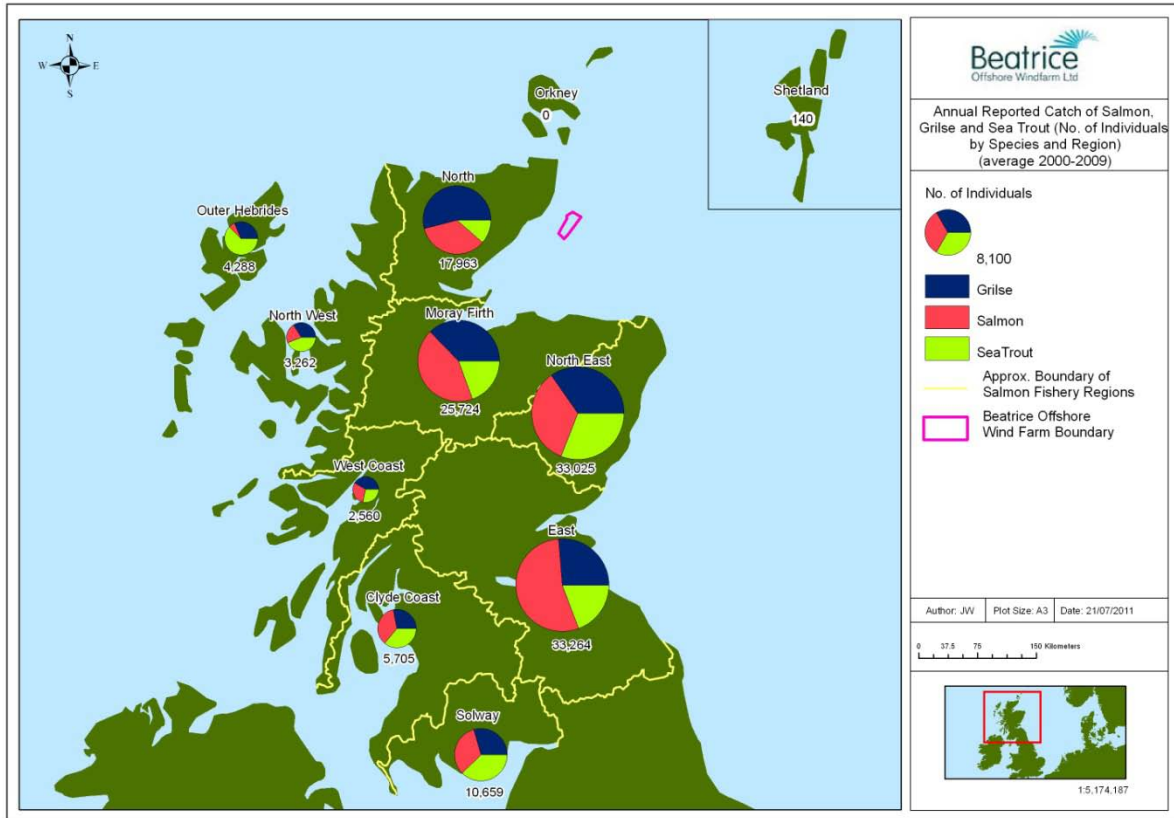 N
W
E
S
Orkney
0
Shetland
140
North
17,963
Outer Hebrides
4,288
North West
3,262
Moray Firth
25,724
North East
33,025
West Coast
2,560
East
33,264
Clyde Coast
5,705
Solway
10,659
Beatrice
Offshore Windfarm Ltd
Annual Reported Catch of Salmon,
Grilse and Sea Trout (No. of Individuals
by Species and Region)
(average 2000-2009)
No. of Individuals
8,100
Grilse
Salmon
SeaTrout
Approx. Boundary of
Salmon Fishery Regions
Beatrice Offshore
Wind Farm Boundary
Author: JW Plot Size: A3 Date: 21/07/2011
0 37.5 75 150 Kilometers
1:5,174,187